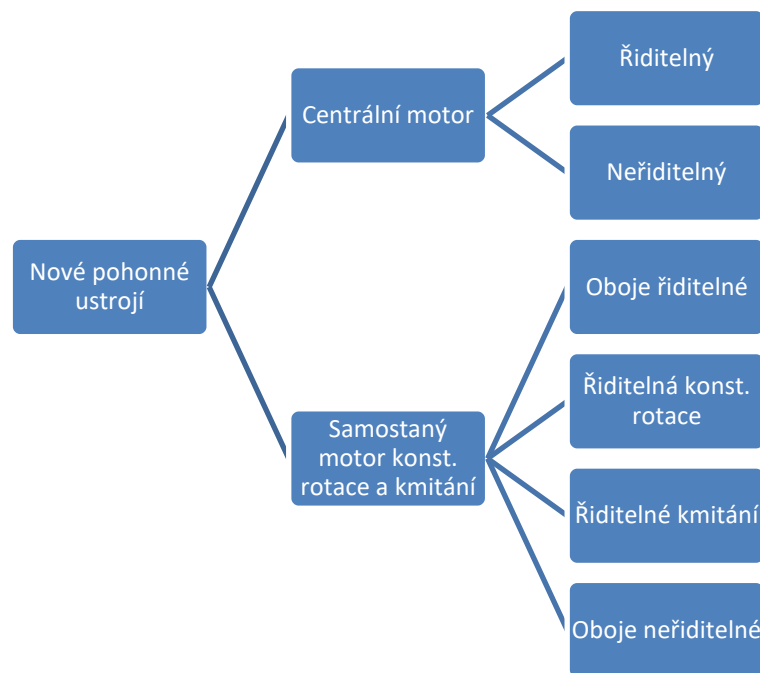 Nové pohonné
ustrojí
Centrální motor
Řiditelný
Neřiditelný
Samostaný
motor konst.
rotace a kmitání
Oboje řiditelné
Řiditelná konst.
rotace
Řiditelné kmitání
Oboje neřiditelné